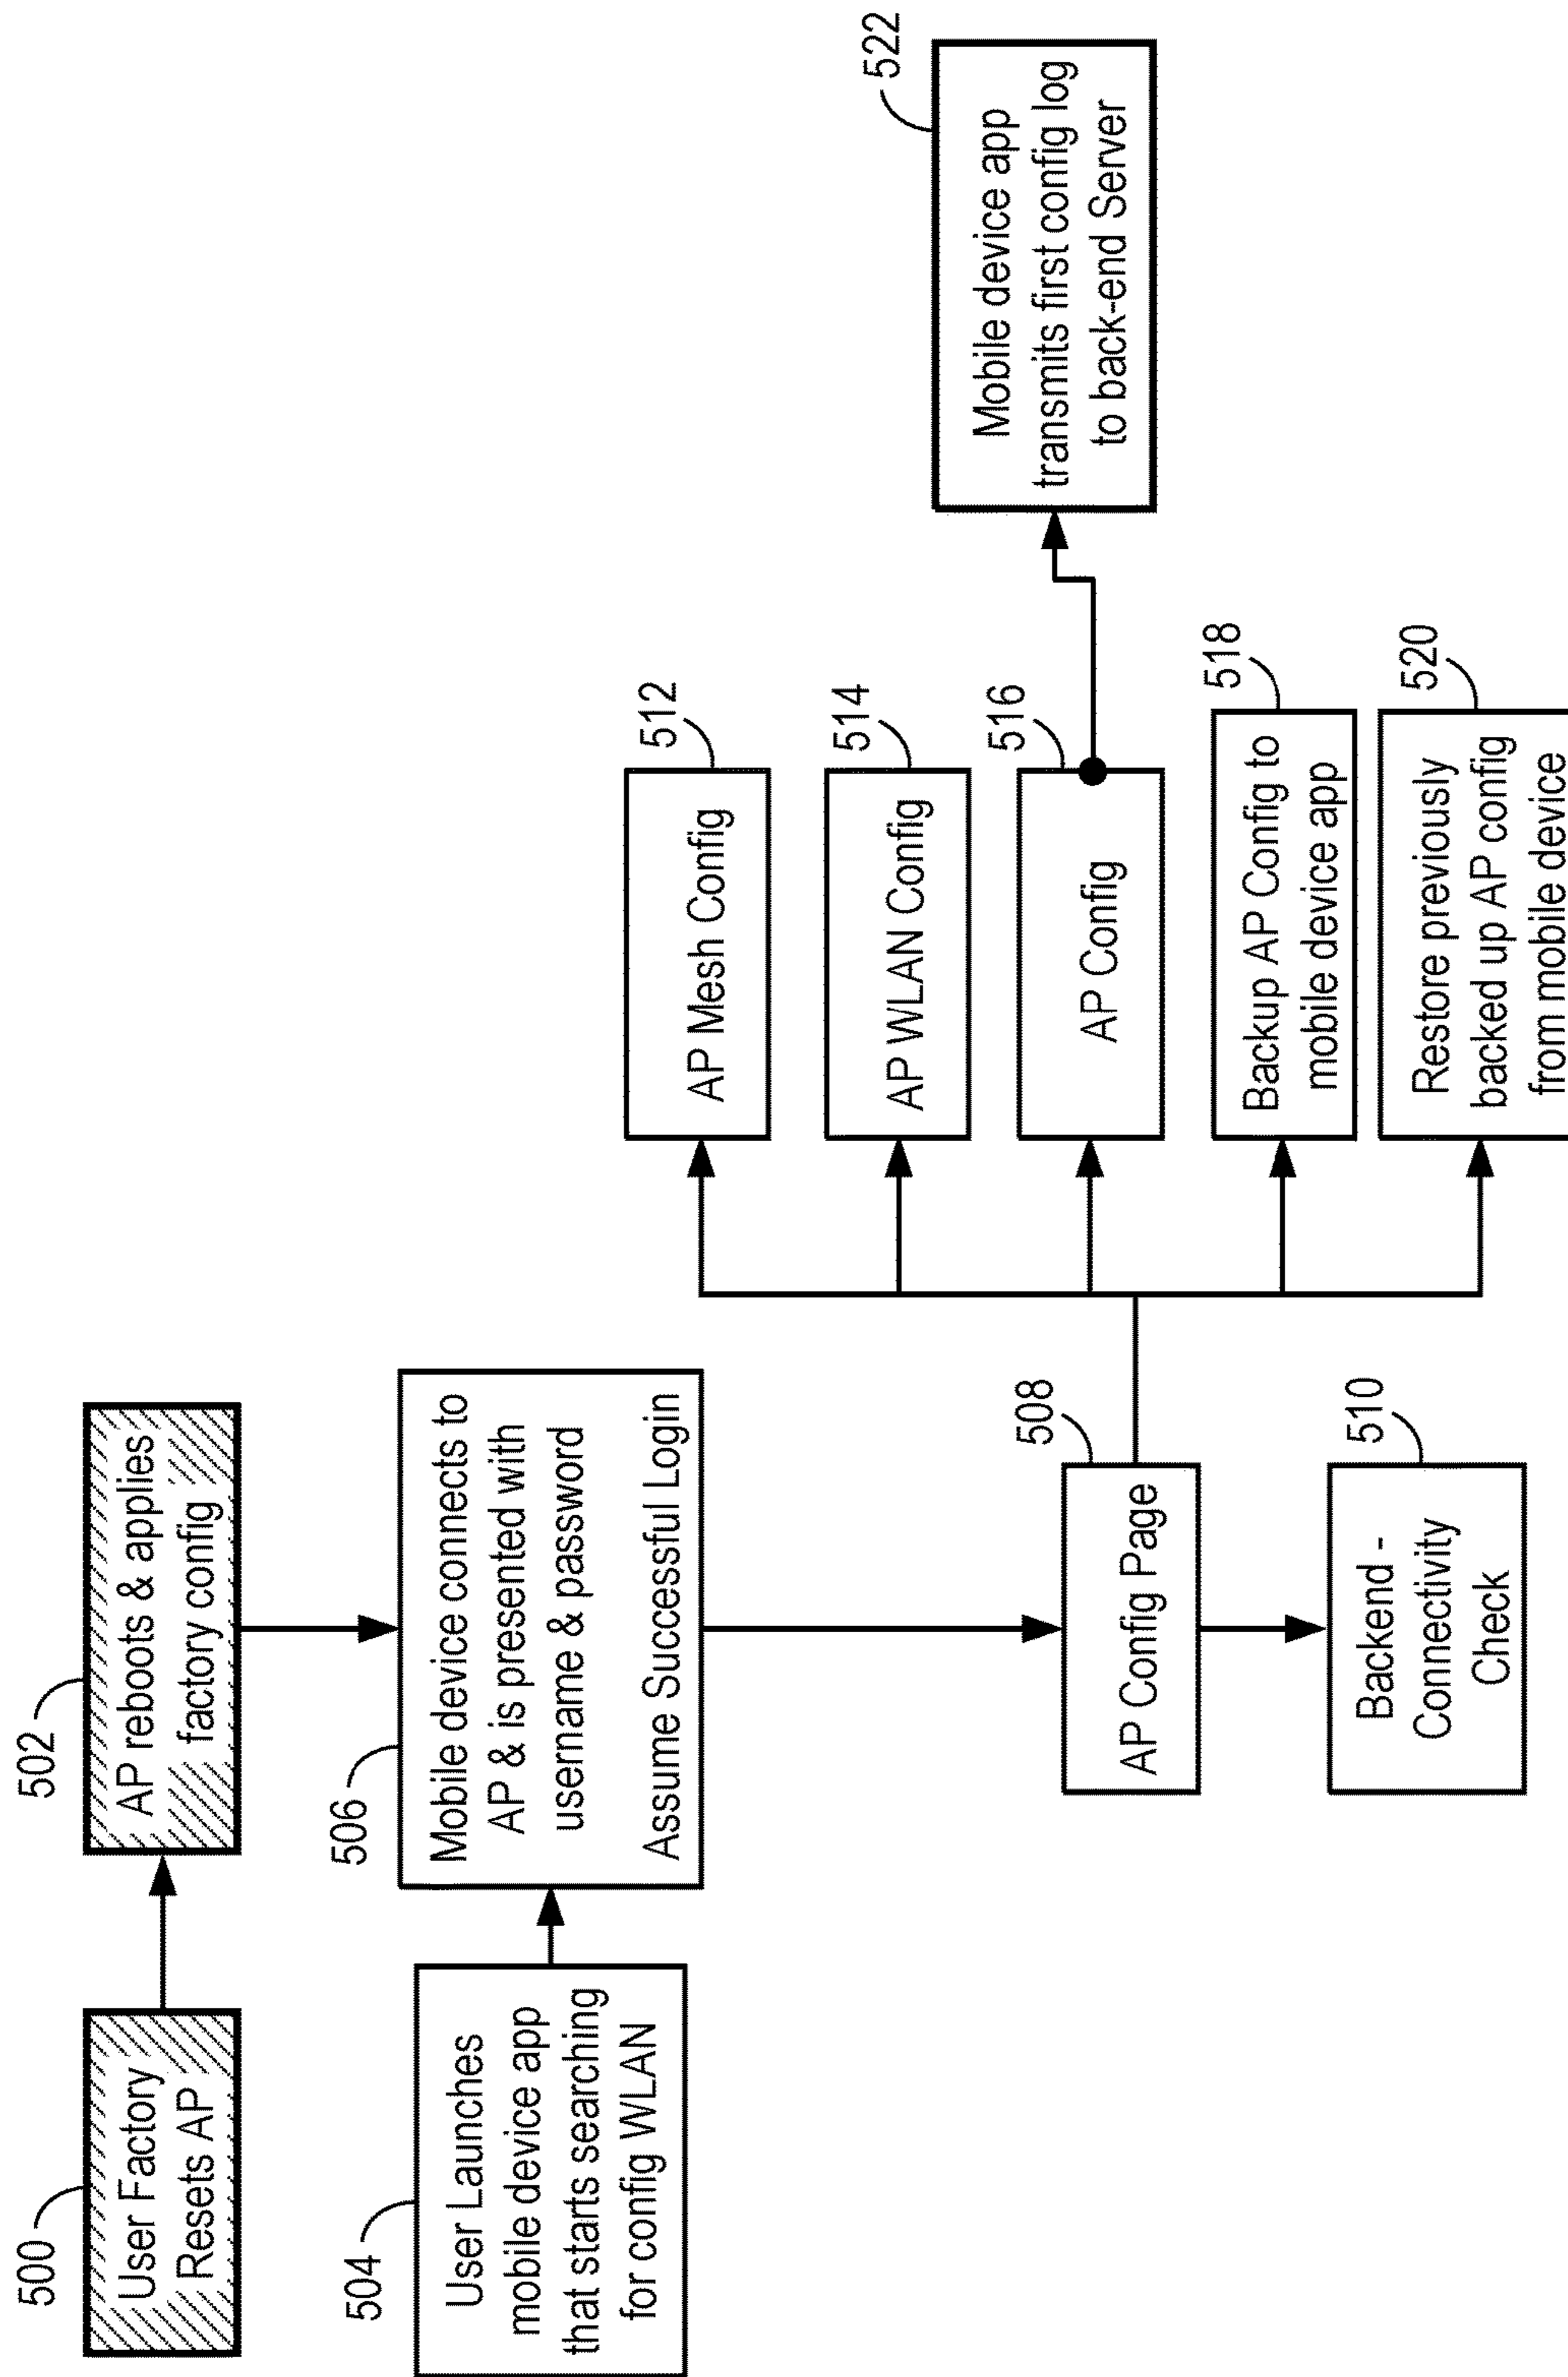 500
User Factory
Resets AP
502
AP reboots & applies
factory config
504
User Launches
mobile device app
that starts searching
for config WLAN
506
Mobile device connects to
AP & is presented with
username & password
Assume Successful Login
508
AP Config Page
510
Backend -
Connectivity
Check
512
AP Mesh Config
514
AP WLAN Config
516
AP Config
518
Backup AP Config to
mobile device app
520
Restore previously
backed up AP config
from mobile device
522
Mobile device app
transmits first config log
to back-end Server